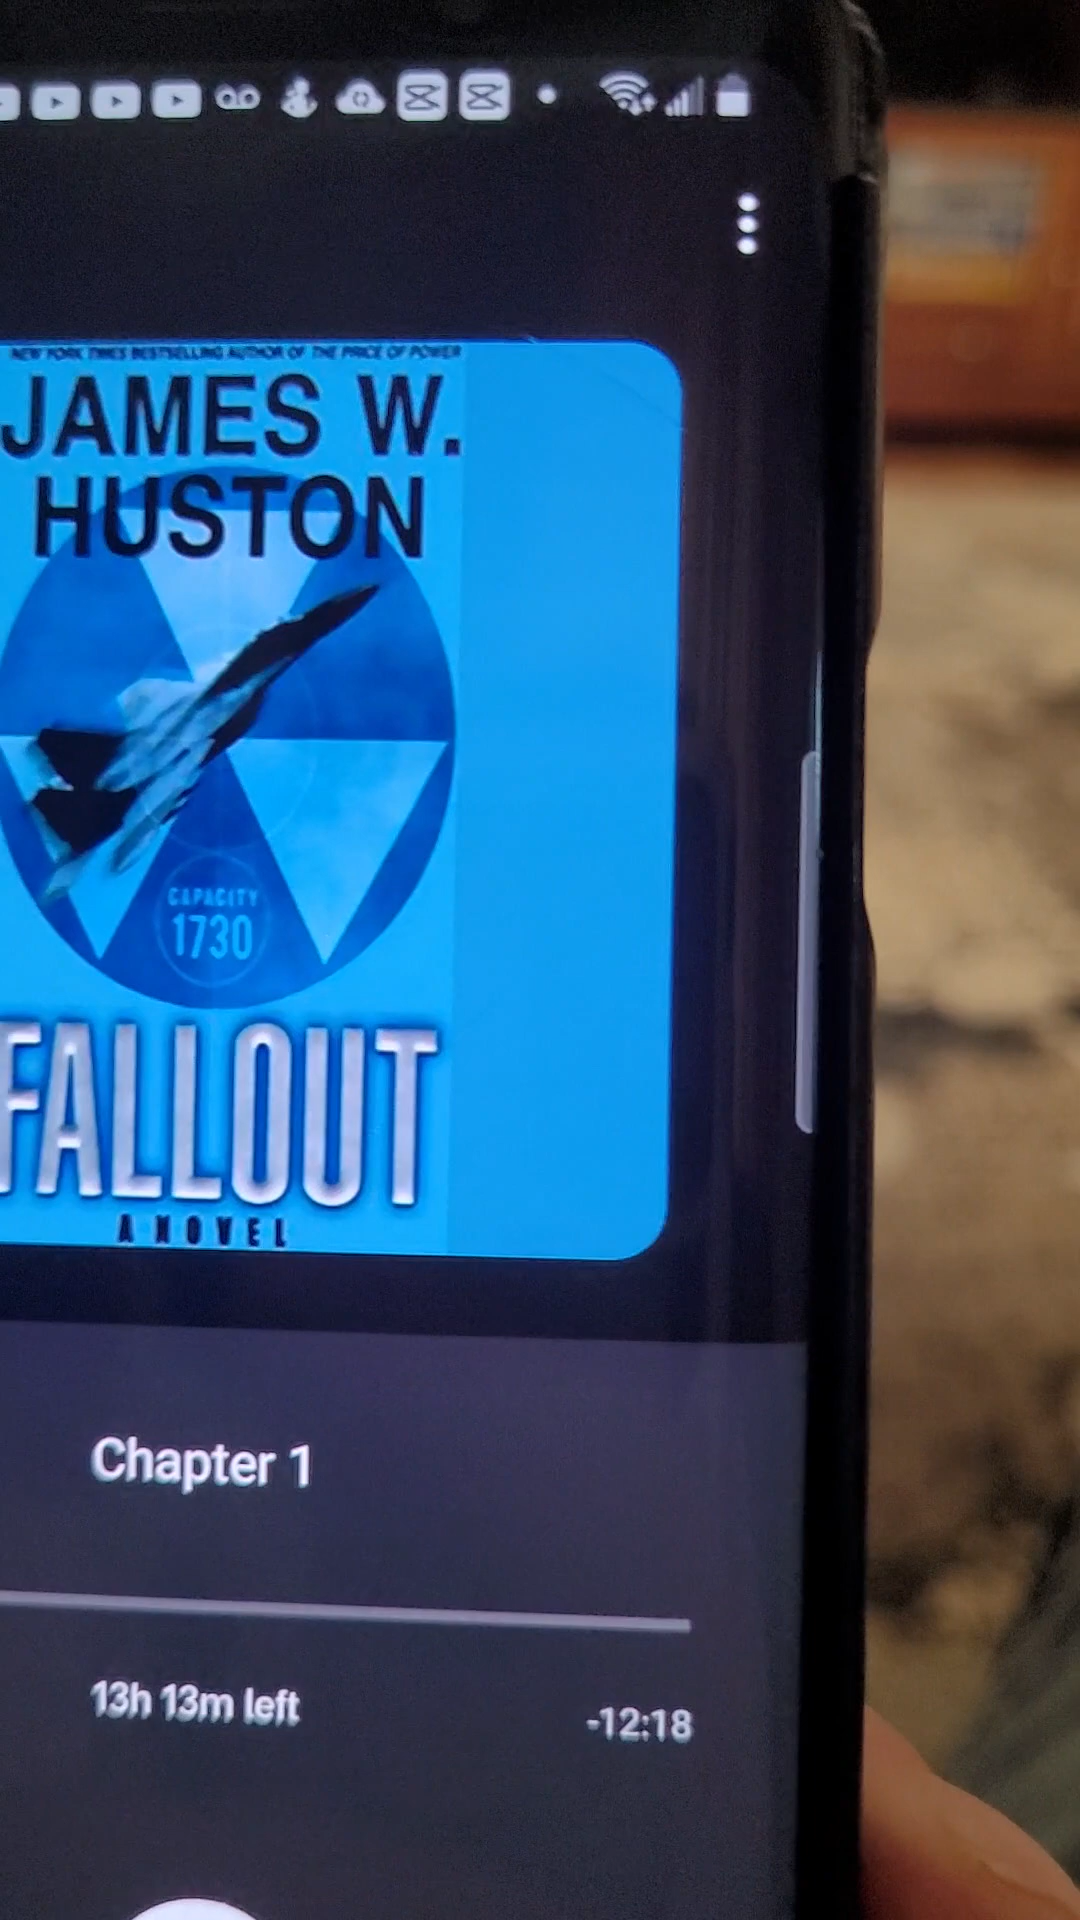 NEW YORK TIMES BESTSELLING AUTHOR OF THE PRICE OF POWER
JAMES W.
HUSTON
CAPACITY
1730
FALLOUT
A NOVEL
Chapter 1
13h 13m left
-12:18